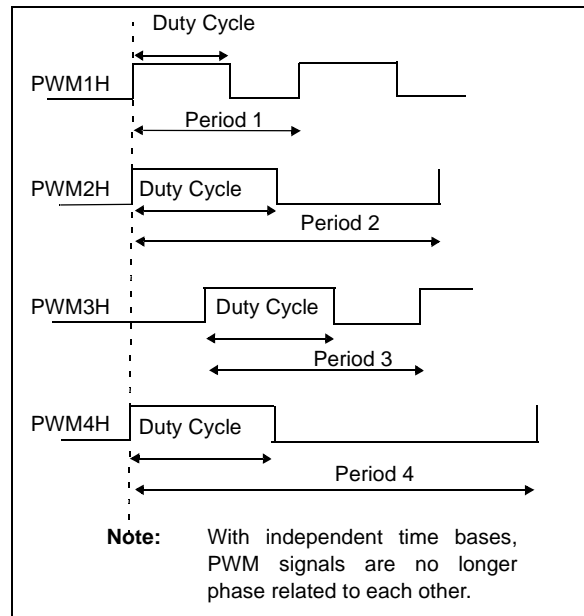 Duty Cycle
PWM1H
Period 1
PWM2H
Duty Cycle
Period 2
PWM3H
Duty Cycle
Period 3
PWM4H
Duty Cycle
Period 4
Note: With independent time bases,
PWM signals are no longer
phase related to each other.